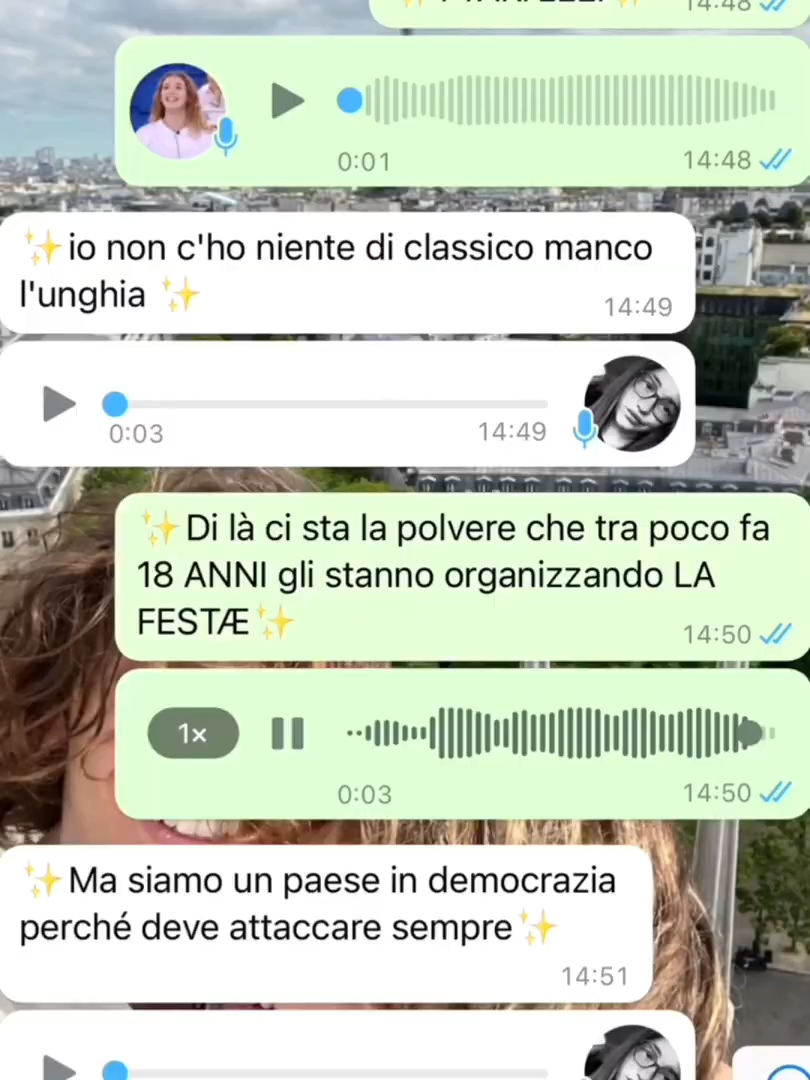 14:48
0:01
14:48
✨io non c'ho niente di classico manco
l'unghia ✨
14:49
0:03
14:49
✨Di là ci sta la polvere che tra poco fa
18 ANNI gli stanno organizzando LA
FESTÆ✨
14:50
1x
0:03
14:50
✨Ma siamo un paese in democrazia
perché deve attaccare sempre✨
14:51